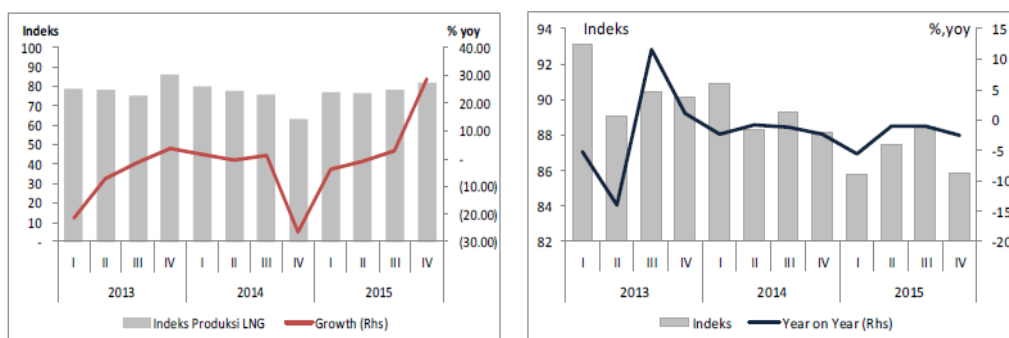 Indeks % yoy
100 40.00
90 30.00
80 20.00
70
60 10.00
50 -
40
30 (10.00)
20 (20.00)
10
- (30.00)
I II III IV I II III IV I II III IV
2013 2014 2015
Indeks Produksi LNG Growth (Rhs)
Indeks %,yoy
94 15
92 10
90 5
88 0
86 -5
84 -10
82 -15
-20
I II III IV I II III IV I II III IV
2013 2014 2015
Indeks Year on Year (Rhs)